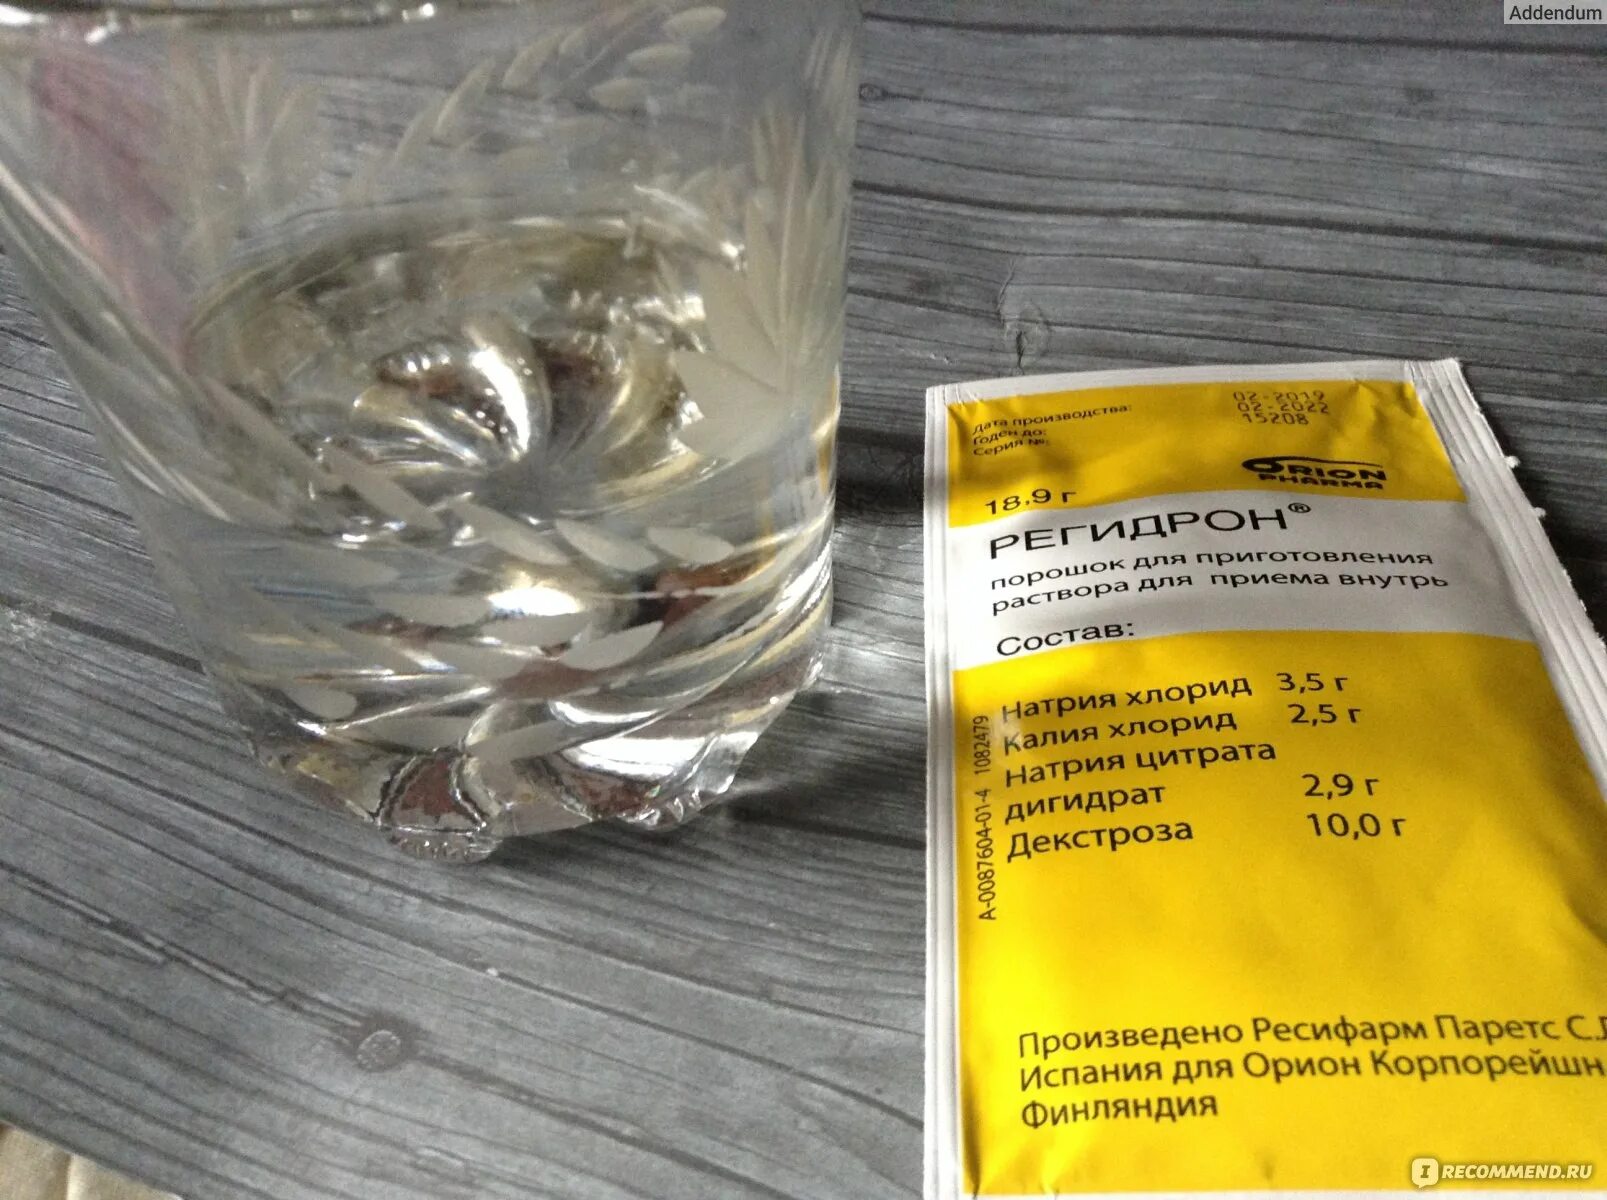 Addendum
Дата производства: 02-2019
Годен до: 02-2022
Серия №: 15208
ORION
PHARMA
18,9 г
РЕГИДРОН®
порошок для приготовления
раствора для приема внутрь
Состав:
Натрия хлорид 3,5 г
Калия хлорид 2,5 г
Натрия цитрата
дигидрат 2,9 г
Декстроза 10,0 г
A-0087604-01-4 1082479
Произведено Ресифарм Паретс С.Л
Испания для Орион Корпорейшн
Финляндия
IRECOMMEND.RU